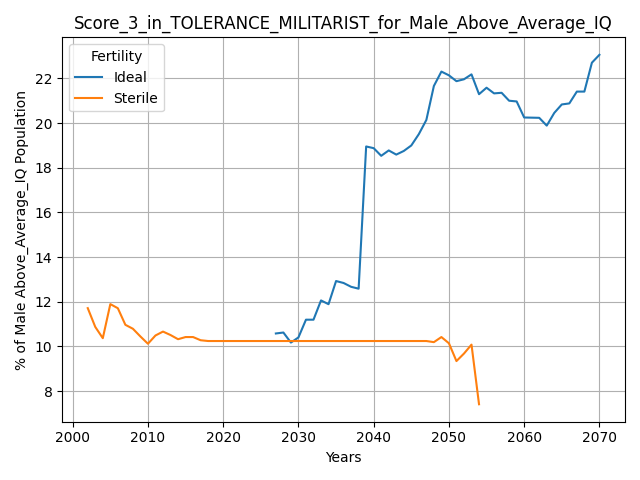 Score_3_in_TOLERANCE_MILITARIST_for_Male_Above_Average_IQ
Fertility
Ideal
Sterile
% of Male Above_Average_IQ Population
22
20
18
16
14
12
10
8
2000 2010 2020 2030 2040 2050 2060 2070
Years